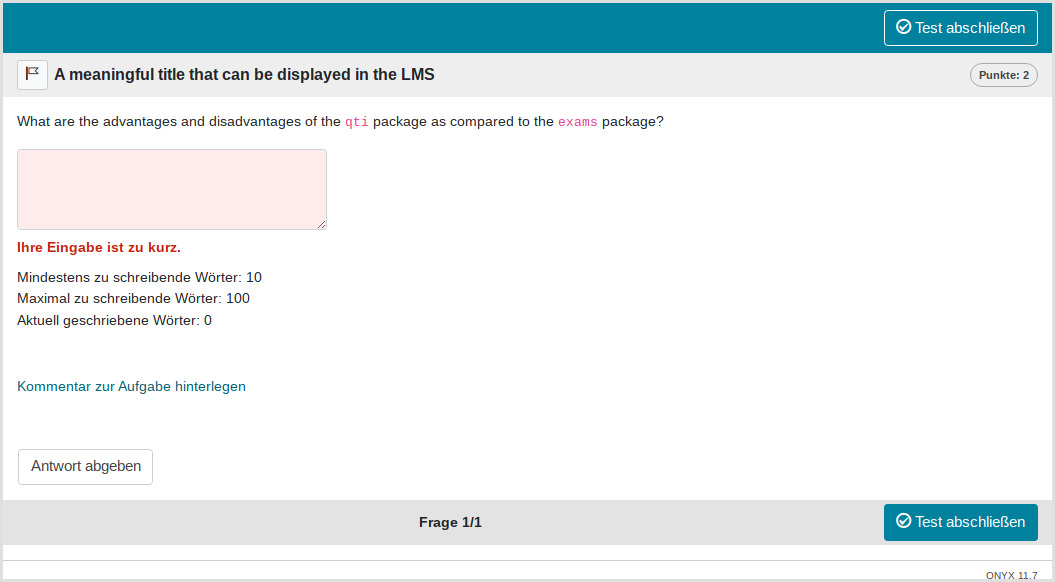 Test abschließen
A meaningful title that can be displayed in the LMS
Punkte: 2
What are the advantages and disadvantages of the qti package as compared to the exams package?
Ihre Eingabe ist zu kurz.
Mindestens zu schreibende Wörter: 10
Maximal zu schreibende Wörter: 100
Aktuell geschriebene Wörter: 0
Kommentar zur Aufgabe hinterlegen
Antwort abgeben
Frage 1/1
Test abschließen
ONYX 11.7